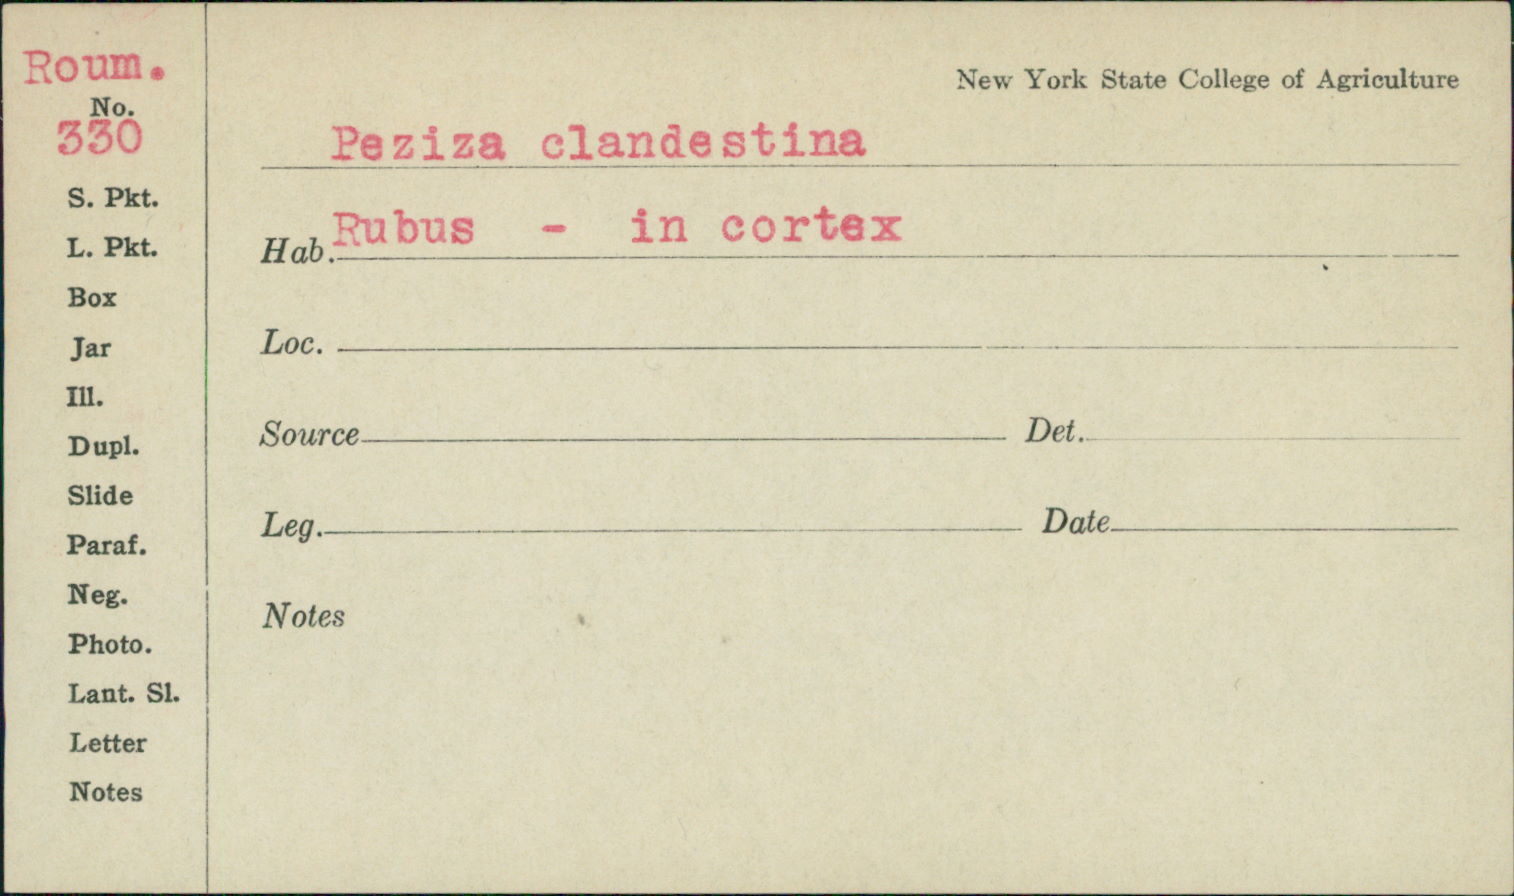 Roum.
No.
330
S. Pkt.
L. Pkt.
Box
Jar
Ill.
Dupl.
Slide
Paraf.
Neg.
Photo.
Lant. Sl.
Letter
Notes
New York State College of Agriculture
Peziza clandestina
Hab. Rubus - in cortex
Loc.
Source Det.
Leg. Date
Notes